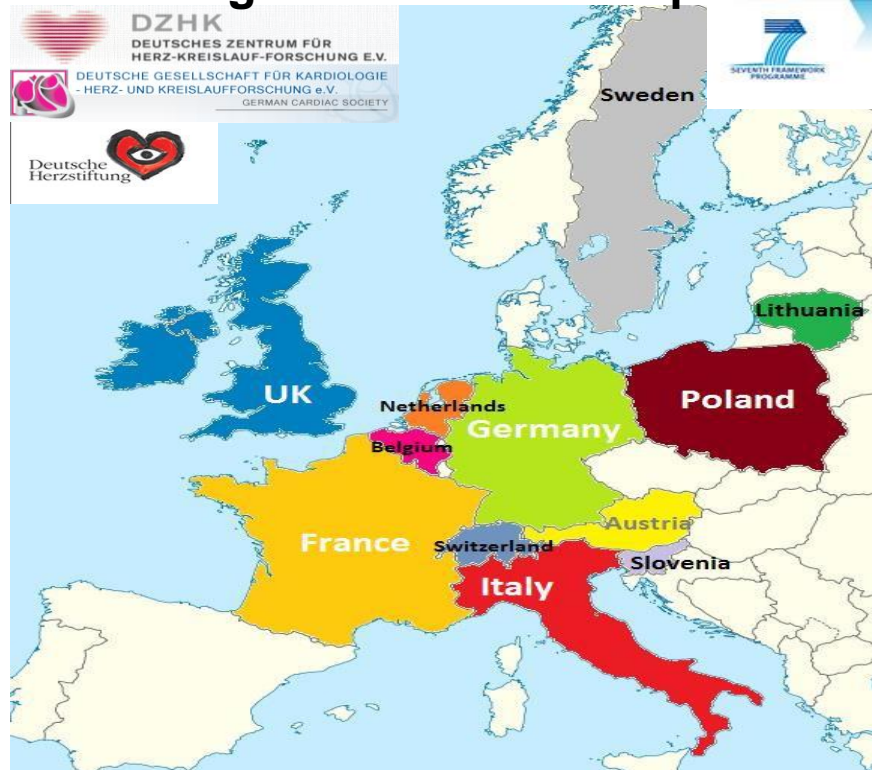 DZHK
DEUTSCHES ZENTRUM FÜR
HERZ-KREISLAUF-FORSCHUNG E.V.
DEUTSCHE GESELLSCHAFT FÜR KARDIOLOGIE
- HERZ- UND KREISLAUFFORSCHUNG e.V.
GERMAN CARDIAC SOCIETY
Deutsche
Herzstiftung
7
SEVENTH FRAMEWORK
PROGRAMME
Sweden
Lithuania
UK
Netherlands
Poland
Germany
Belgium
Austria
France
Switzerland
Slovenia
Italy